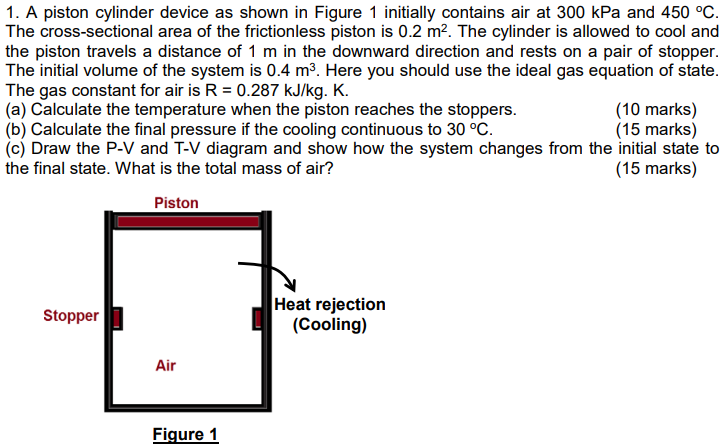 1. A piston cylinder device as shown in Figure 1 initially contains air at 300 kPa and 450 ºC.
The cross-sectional area of the frictionless piston is 0.2 m². The cylinder is allowed to cool and
the piston travels a distance of 1 m in the downward direction and rests on a pair of stopper.
The initial volume of the system is 0.4 m³. Here you should use the ideal gas equation of state.
The gas constant for air is R = 0.287 kJ/kg. K.
(a) Calculate the temperature when the piston reaches the stoppers. (10 marks)
(b) Calculate the final pressure if the cooling continuous to 30 ºC. (15 marks)
(c) Draw the P-V and T-V diagram and show how the system changes from the initial state to
the final state. What is the total mass of air? (15 marks)
Piston
Heat rejection
(Cooling)
Stopper
Air
Figure 1